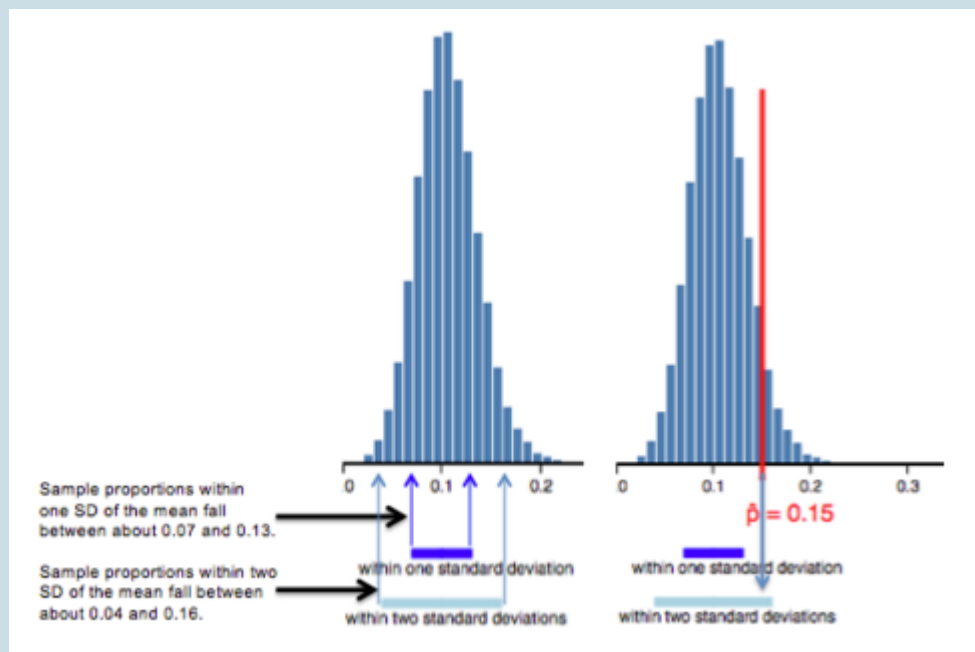 .0
0.1
0.2
.0
0.1
0.2
0.3
Sample proportions within
one SD of the mean fall
between about 0.07 and 0.13.
p̂ = 0.15
within one standard deviation
within one standard deviation
Sample proportions within two
SD of the mean fall between
about 0.04 and 0.16.
within two standard deviations
within two standard deviations